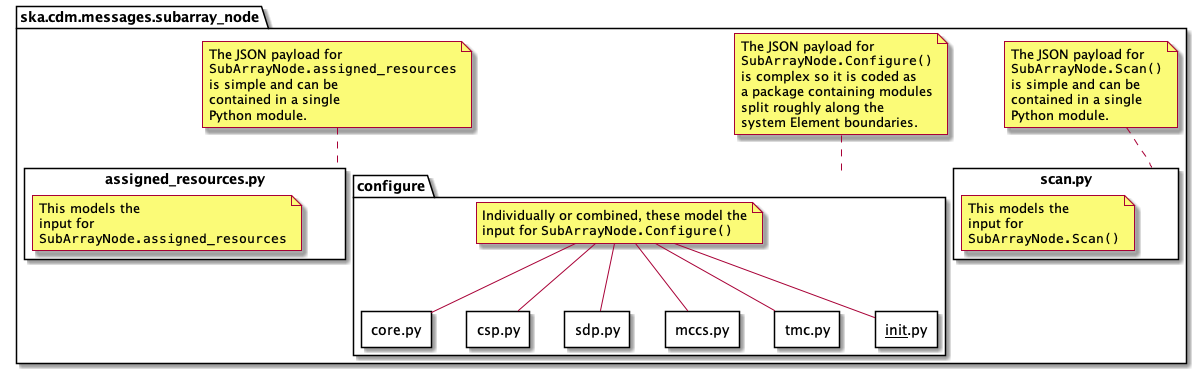 ska.cdm.messages.subarray_node
The JSON payload for
SubArrayNode.assigned_resources
is simple and can be
contained in a single
Python module.
The JSON payload for
SubArrayNode.Configure()
is complex so it is coded as
a package containing modules
split roughly along the
system Element boundaries.
The JSON payload for
SubArrayNode.Scan()
is simple and can be
contained in a single
Python module.
assigned_resources.py
This models the
input for
SubArrayNode.assigned_resources
configure
Individually or combined, these model the
input for SubArrayNode.Configure()
core.py
csp.py
sdp.py
mccs.py
tmc.py
init.py
scan.py
This models the
input for
SubArrayNode.Scan()